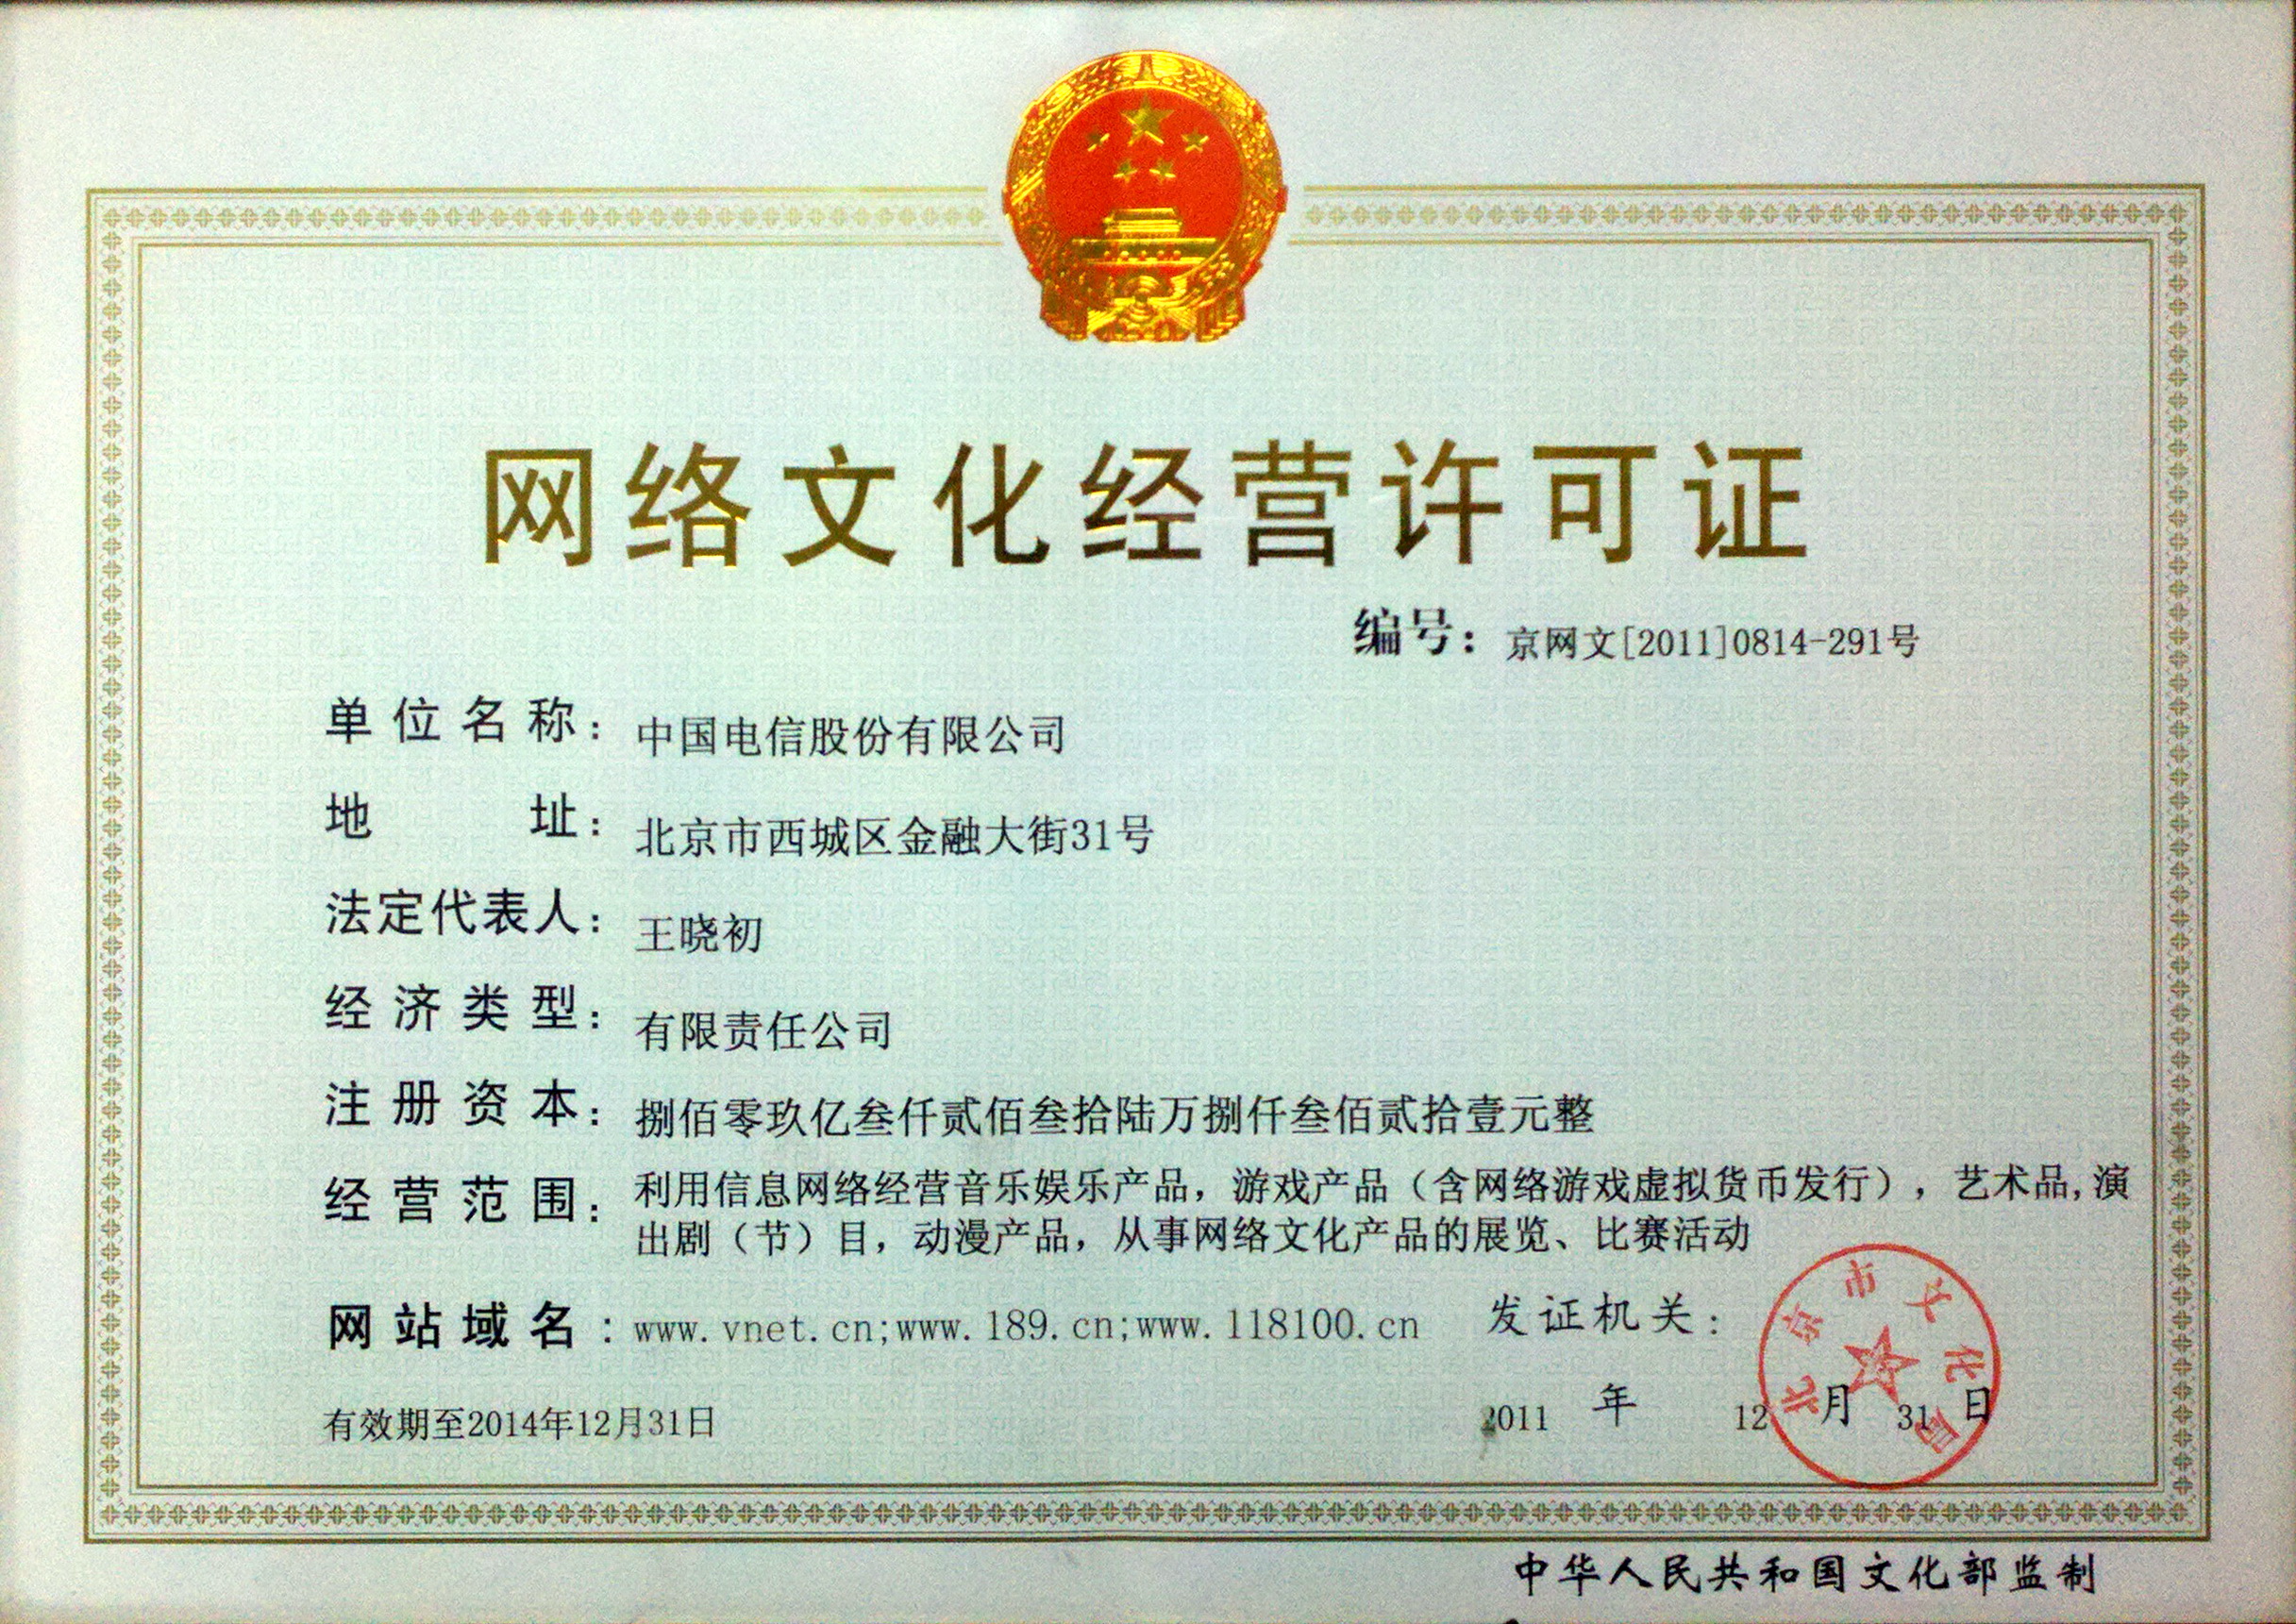 网络文化经营许可证
编号：京网文[2011]0814-291号
单位名称：中国电信股份有限公司
地址：北京市西城区金融大街31号
法定代表人：王晓初
经济类型：有限责任公司
注册资本：捌佰零玖亿叁仟贰佰叁拾陆万捌仟叁佰贰拾壹元整
经营范围：利用信息网络经营音乐娱乐产品，游戏产品（含网络游戏虚拟货币发行），艺术品,演
出剧（节）目，动漫产品，从事网络文化产品的展览、比赛活动
网站域名：www.vnet.cn;www.189.cn;www.118100.cn
发证机关：
北京市文化局
有效期至2014年12月31日
2011年12月31日
中华人民共和国文化部监制